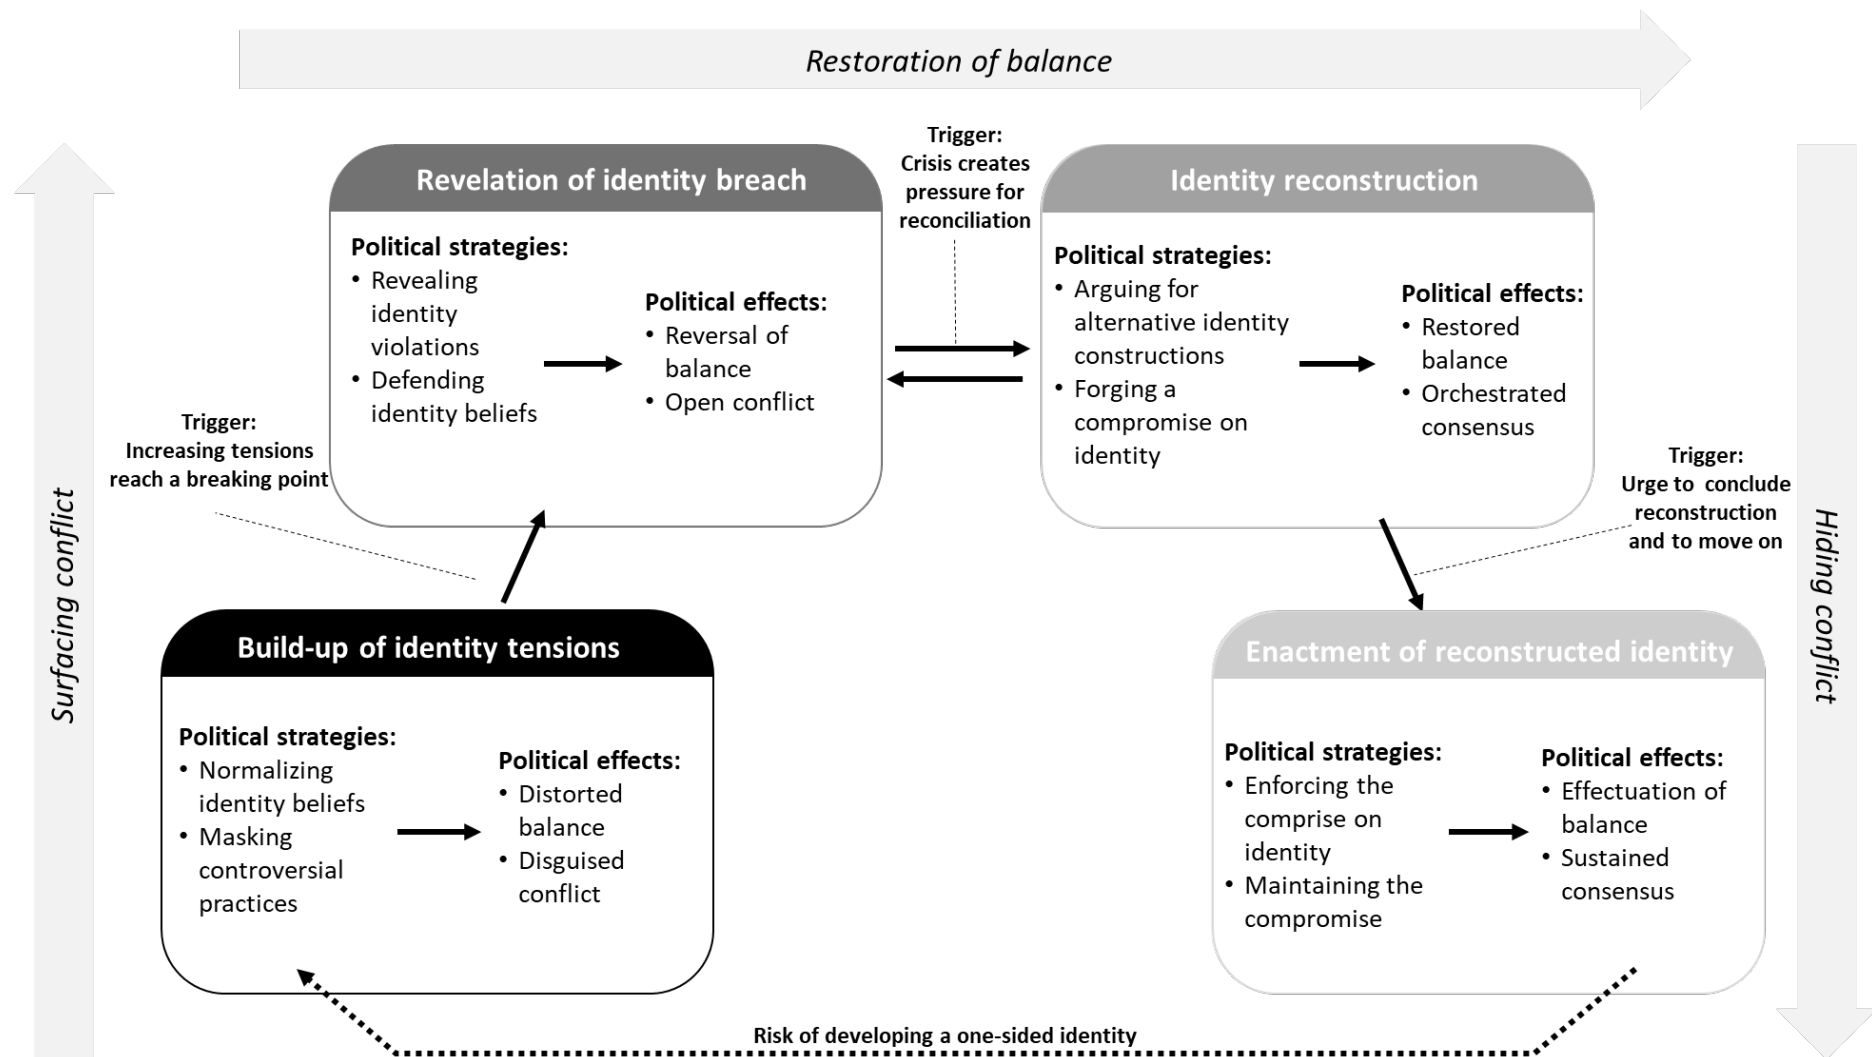 Restoration of balance
Surfacing conflict
Hiding conflict
Revelation of identity breach
Political strategies:
• Revealing
identity
violations
• Defending
identity beliefs
Political effects:
• Reversal of
balance
• Open conflict
Trigger:
Crisis creates
pressure for
reconciliation
Identity reconstruction
Political strategies:
• Arguing for
alternative identity
constructions
• Forging a
compromise on
identity
Political effects:
• Restored
balance
• Orchestrated
consensus
Trigger:
Increasing tensions
reach a breaking point
Trigger:
Urge to conclude
reconstruction
and to move on
Build-up of identity tensions
Political strategies:
• Normalizing
identity beliefs
• Masking
controversial
practices
Political effects:
• Distorted
balance
• Disguised
conflict
Enactment of reconstructed identity
Political strategies:
• Enforcing the
comprise on
identity
• Maintaining the
compromise
Political effects:
• Effectuation of
balance
• Sustained
consensus
Risk of developing a one-sided identity